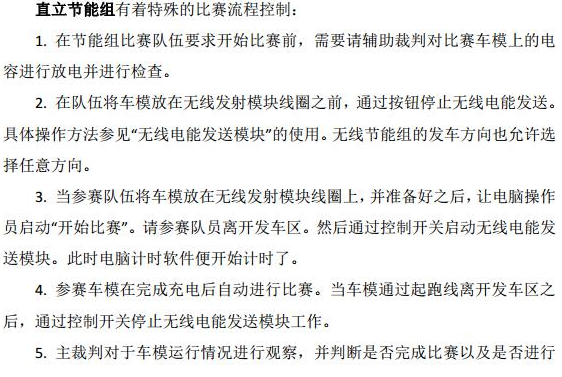 直立节能组有着特殊的比赛流程控制：
1. 在节能组比赛队伍要求开始比赛前，需要请辅助裁判对比赛车模上的电
容进行放电并进行检查。
2. 在队伍将车模放在无线发射模块线圈之前，通过按钮停止无线电能发送。
具体操作方法参见“无线电能发送模块”的使用。无线节能组的发车方向也允许选
择任意方向。
3. 当参赛队伍将车模放在无线发射模块线圈上，并准备好之后，让电脑操作
员启动“开始比赛”。请参赛队员离开发车区。然后通过控制开关启动无线电能发
送模块。此时电脑计时软件便开始计时了。
4. 参赛车模在完成充电后自动进行比赛。当车模通过起跑线离开发车区之
后，通过控制开关停止无线电能发送模块工作。
5. 主裁判对于车模运行情况进行观察，并判断是否完成比赛以及是否进行